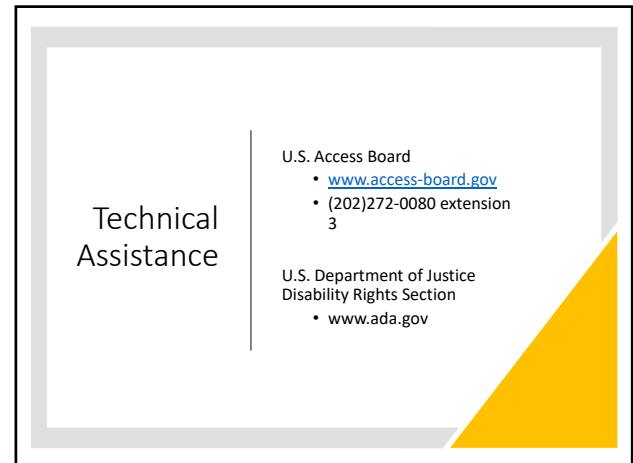 Technical
Assistance
U.S. Access Board
• www.access-board.gov
• (202)272-0080 extension
3
U.S. Department of Justice
Disability Rights Section
• www.ada.gov